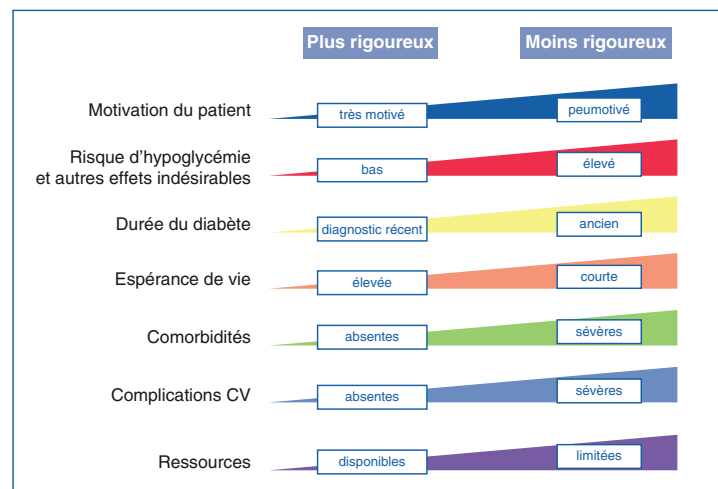 Plus rigoureux Moins rigoureux
Motivation du patient très motivé peumotivé
Risque d'hypoglycémie
et autres effets indésirables bas élevé
Durée du diabète diagnostic récent ancien
Espérance de vie élevée courte
Comorbidités absentes sévères
Complications CV absentes sévères
Ressources disponibles limitées